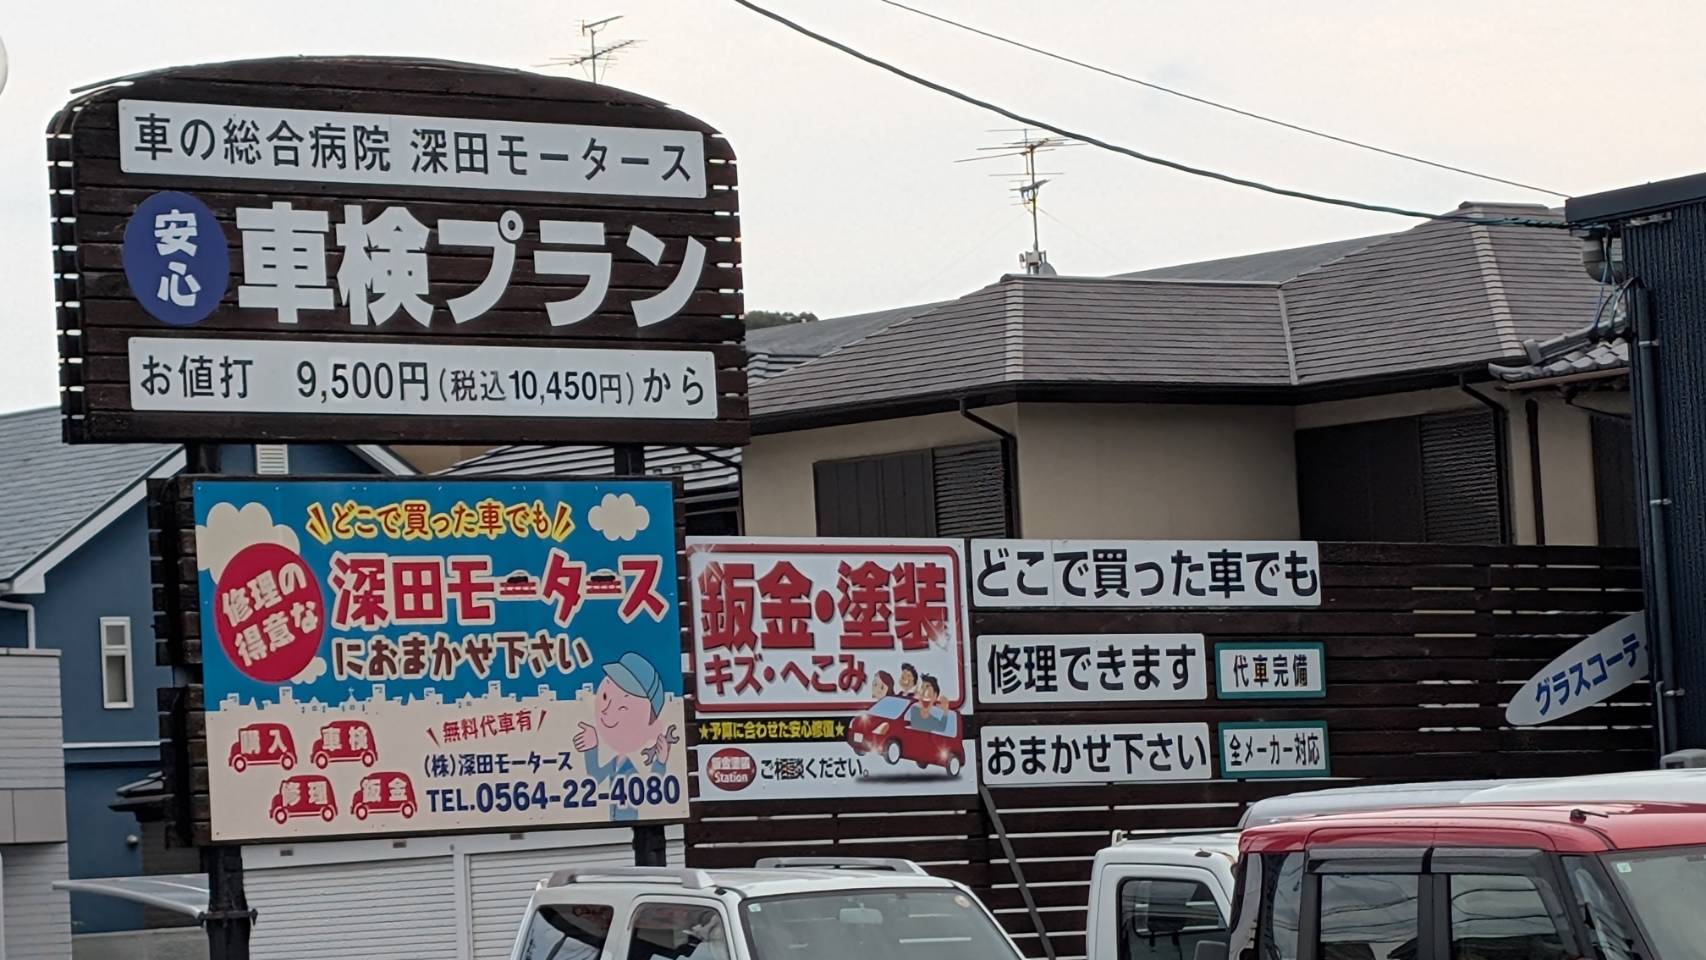 車の総合病院 深田モータース
安心
車検プラン
お値打 9,500円(税込10,450円)から
どこで買った車でも
修理の
得意な
深田モータース
におまかせ下さい
購入
車検
修理
鈑金
無料代車有
(株)深田モータース
TEL.0564-22-4080
鈑金・塗装
キズ・へこみ
★予算に合わせた安心修復★
鈑金塗装
Station
ご相談ください。
どこで買った車でも
修理できます
代車完備
おまかせ下さい
全メーカー対応
グラスコーテ